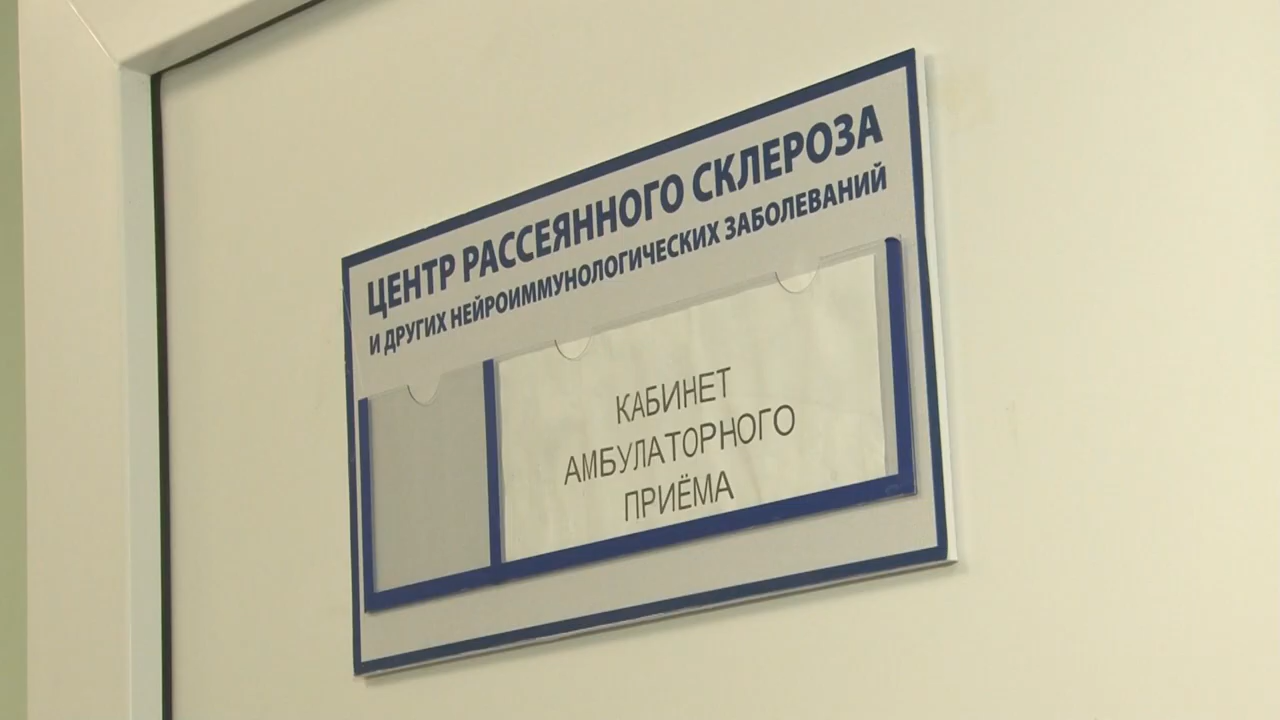 ЦЕНТР РАССЕЯННОГО СКЛЕРОЗА
И ДРУГИХ НЕЙРОИММУНОЛОГИЧЕСКИХ ЗАБОЛЕВАНИЙ
КАБИНЕТ
АМБУЛАТОРНОГО
ПРИЁМА